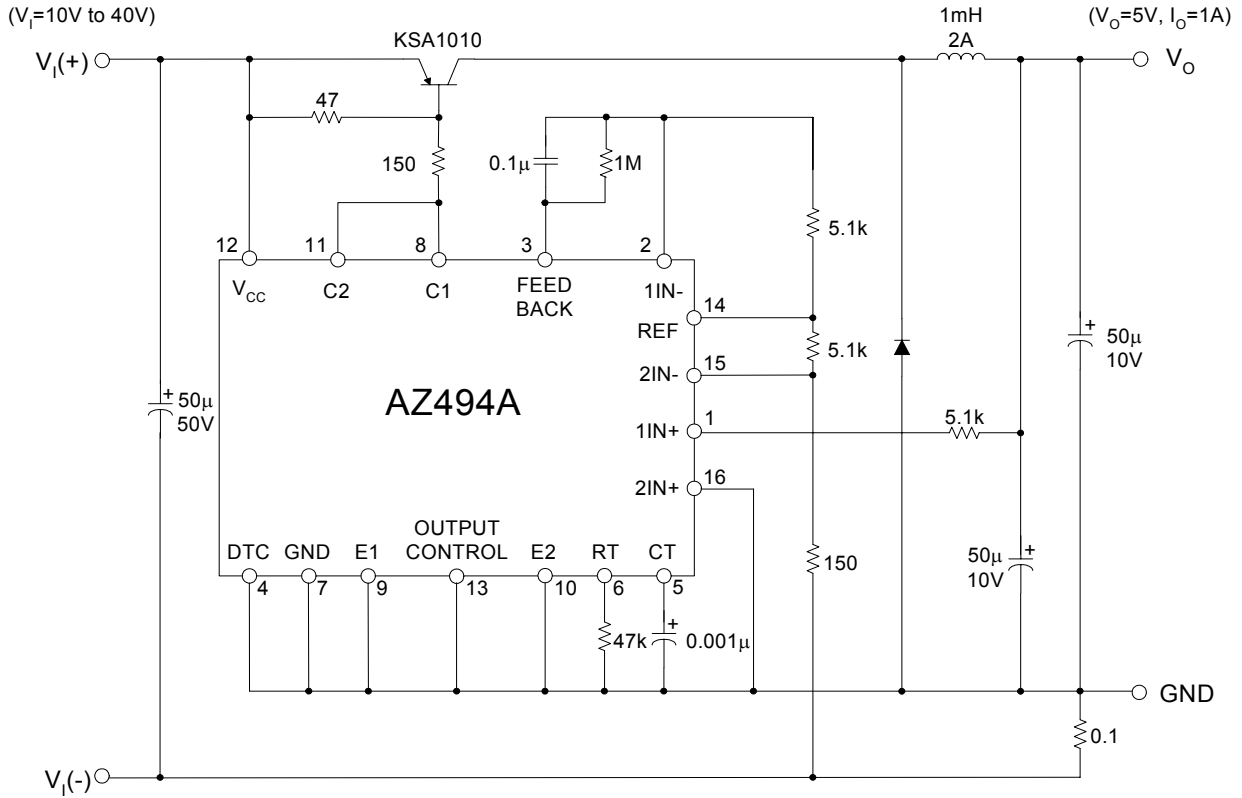 (VI=10V to 40V)
1mH
2A
(VO=5V, IO=1A)
VI(+)
KSA1010
VO
47
150
0.1μ
1M
5.1k
12
11
8
3
2
VCC
C2
C1
FEED
BACK
1IN-
14
REF
5.1k
50μ
10V
15
2IN-
AZ494A
50μ
50V
1
1IN+
5.1k
16
2IN+
DTC
GND
E1
OUTPUT
CONTROL
E2
RT
CT
150
50μ
10V
4
7
9
13
10
6
5
47k
0.001μ
GND
0.1
VI(-)
+
+
+
+